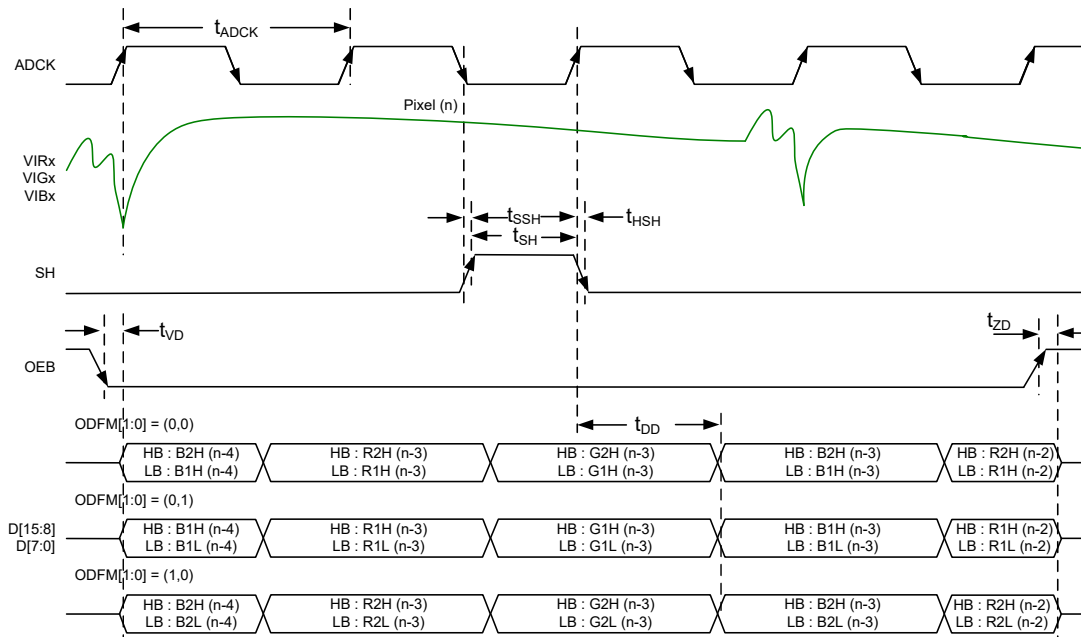 tADCK
ADCK
Pixel (n)
VIRx
VIGx
VIBx
tSSH
tHSH
tSH
SH
tVD
tZD
OEB
ODFM[1:0] = (0,0)
tDD
HB : B2H (n-4) HB : R2H (n-3) HB : G2H (n-3) HB : B2H (n-3) HB : R2H (n-2)
LB : B1H (n-4) LB : R1H (n-3) LB : G1H (n-3) LB : B1H (n-3) LB : R1H (n-2)
ODFM[1:0] = (0,1)
D[15:8] HB : B1H (n-4) HB : R1H (n-3) HB : G1H (n-3) HB : B1H (n-3) HB : R1H (n-2)
D[7:0] LB : B1L (n-4) LB : R1L (n-3) LB : G1L (n-3) LB : B1L (n-3) LB : R1L (n-2)
ODFM[1:0] = (1,0)
HB : B2H (n-4) HB : R2H (n-3) HB : G2H (n-3) HB : B2H (n-3) HB : R2H (n-2)
LB : B2L (n-4) LB : R2L (n-3) LB : G2L (n-3) LB : B2L (n-3) LB : R2L (n-2)